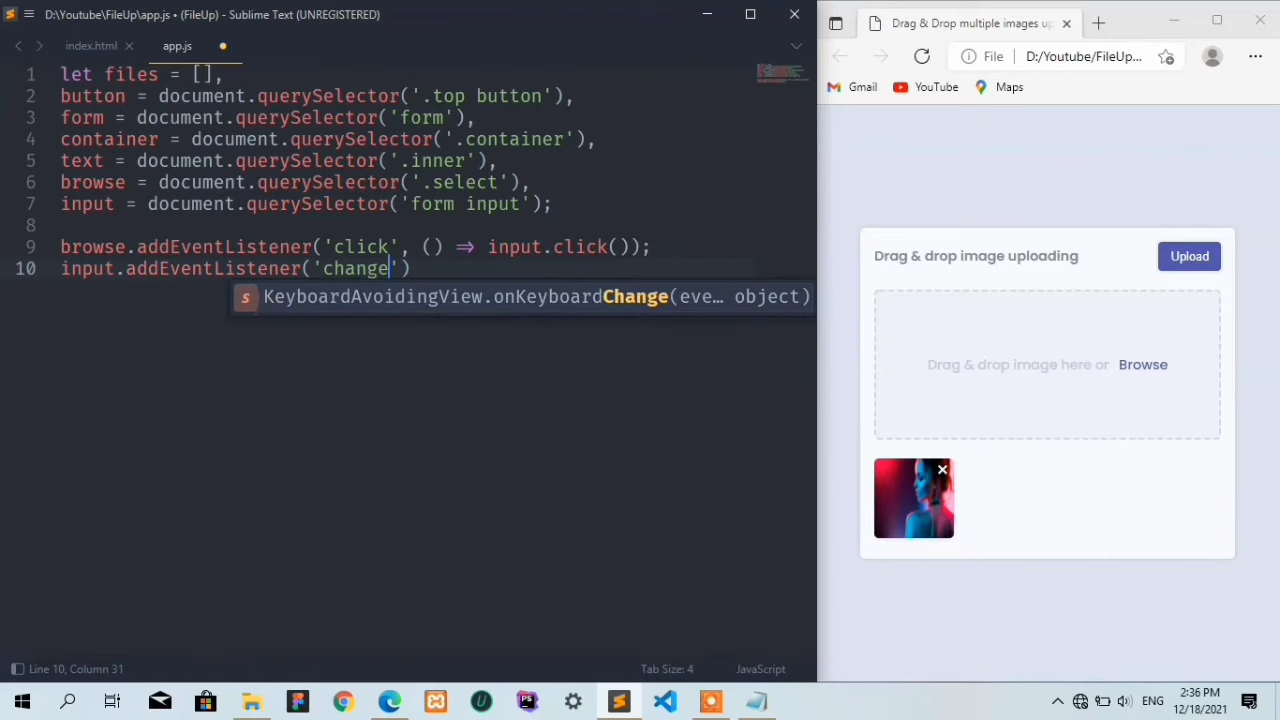 D:\Youtube\FileUp\app.js • (FileUp) - Sublime Text (UNREGISTERED)
index.html
app.js
1 let files = [],
2 button = document.querySelector('.top button'),
3 form = document.querySelector('form'),
4 container = document.querySelector('.container'),
5 text = document.querySelector('.inner'),
6 browse = document.querySelector('.select'),
7 input = document.querySelector('form input');
8
9 browse.addEventListener('click', () => input.click());
10 input.addEventListener('change')
s KeyboardAvoidingView.onKeyboardChange(eve… object)
Line 10, Column 31
Tab Size: 4
JavaScript
Drag & Drop multiple images up
File
D:/Youtube/FileUp...
Gmail
YouTube
Maps
Drag & drop image uploading
Upload
Drag & drop image here or Browse
ENG
2:36 PM
12/18/2021